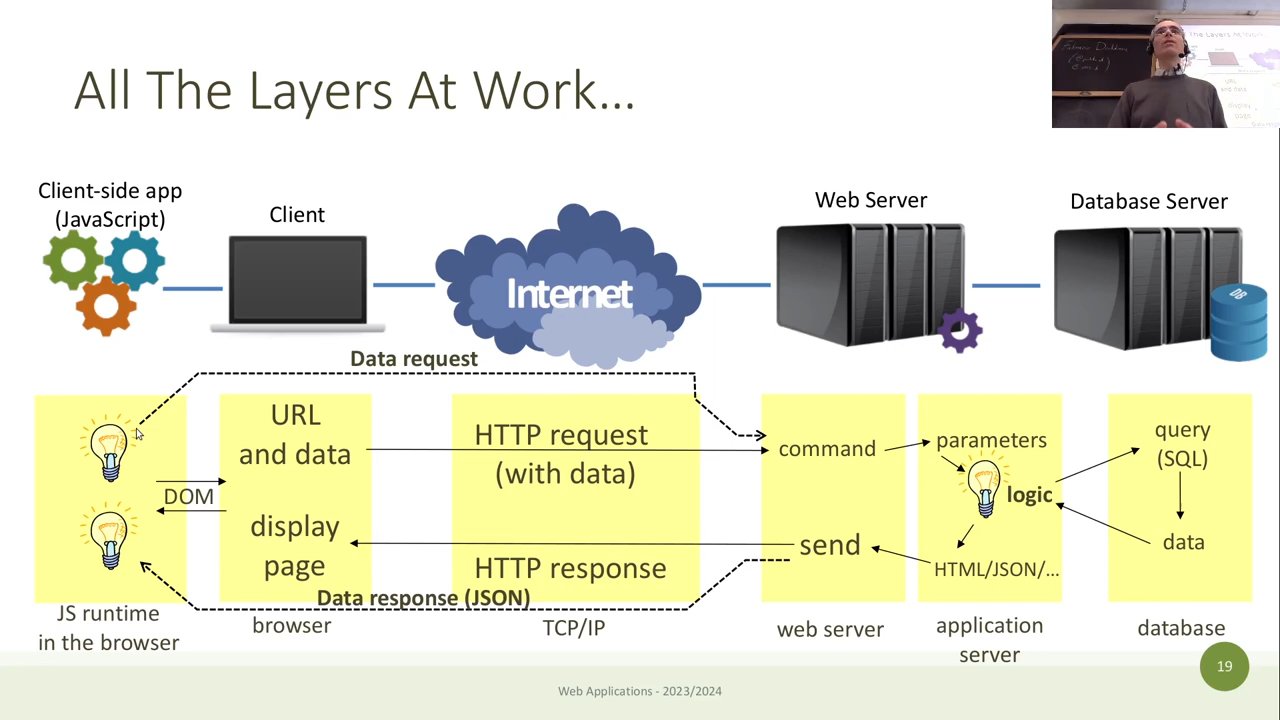 All The Layers At Work...
Client-side app
(JavaScript)
Client
Internet
Web Server
Database Server
DB
Data request
URL
and data
HTTP request
(with data)
command
parameters
query
(SQL)
DOM
logic
display
page
HTTP response
send
HTML/JSON/...
data
Data response (JSON)
JS runtime
in the browser
browser
TCP/IP
web server
application
server
database
Web Applications - 2023/2024
19